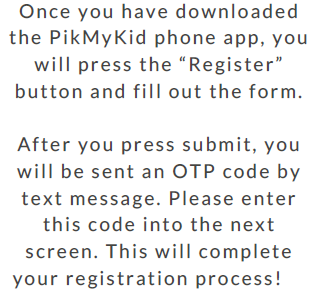 Once you have downloaded
the PikMyKid phone app, you
will press the “Register”
button and fill out the form.
After you press submit, you
will be sent an OTP code by
text message. Please enter
this code into the next
screen. This will complete
your registration process!